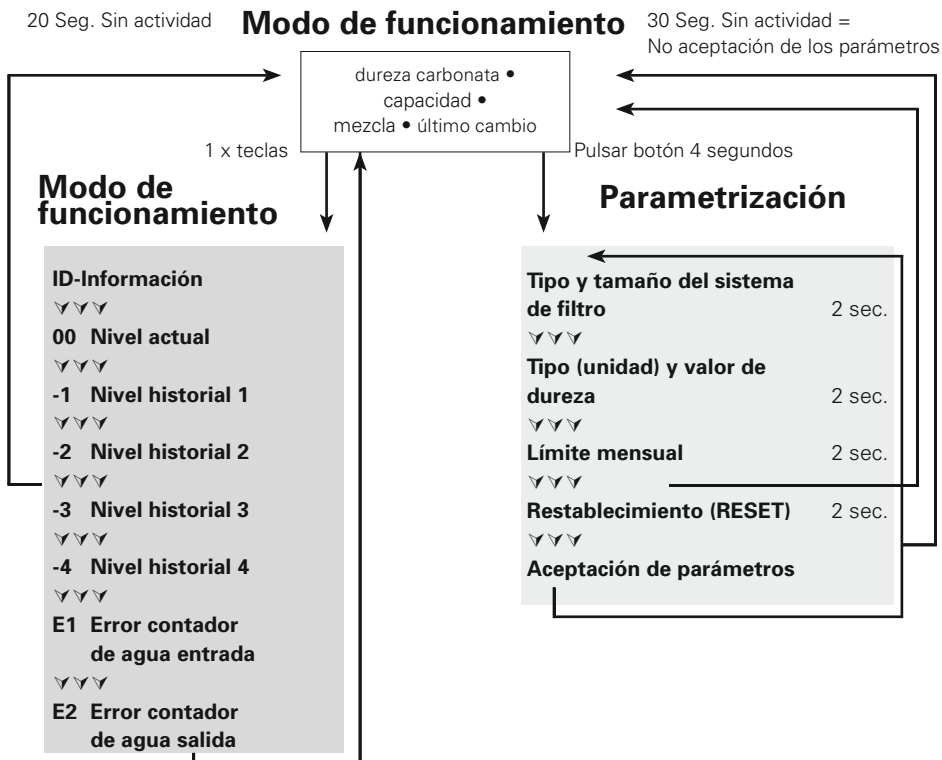 20 Seg. Sin actividad
Modo de funcionamiento
30 Seg. Sin actividad =
No aceptación de los parámetros
dureza carbonata •
capacidad •
mezcla • último cambio
1 x teclas
Pulsar botón 4 segundos
Modo de
funcionamiento
ID-Información
00 Nivel actual
-1 Nivel historial 1
-2 Nivel historial 2
-3 Nivel historial 3
-4 Nivel historial 4
E1 Error contador
de agua entrada
E2 Error contador
de agua salida
Parametrización
Tipo y tamaño del sistema
de filtro 2 sec.
Tipo (unidad) y valor de
dureza 2 sec.
Límite mensual 2 sec.
Restablecimiento (RESET) 2 sec.
Aceptación de parámetros